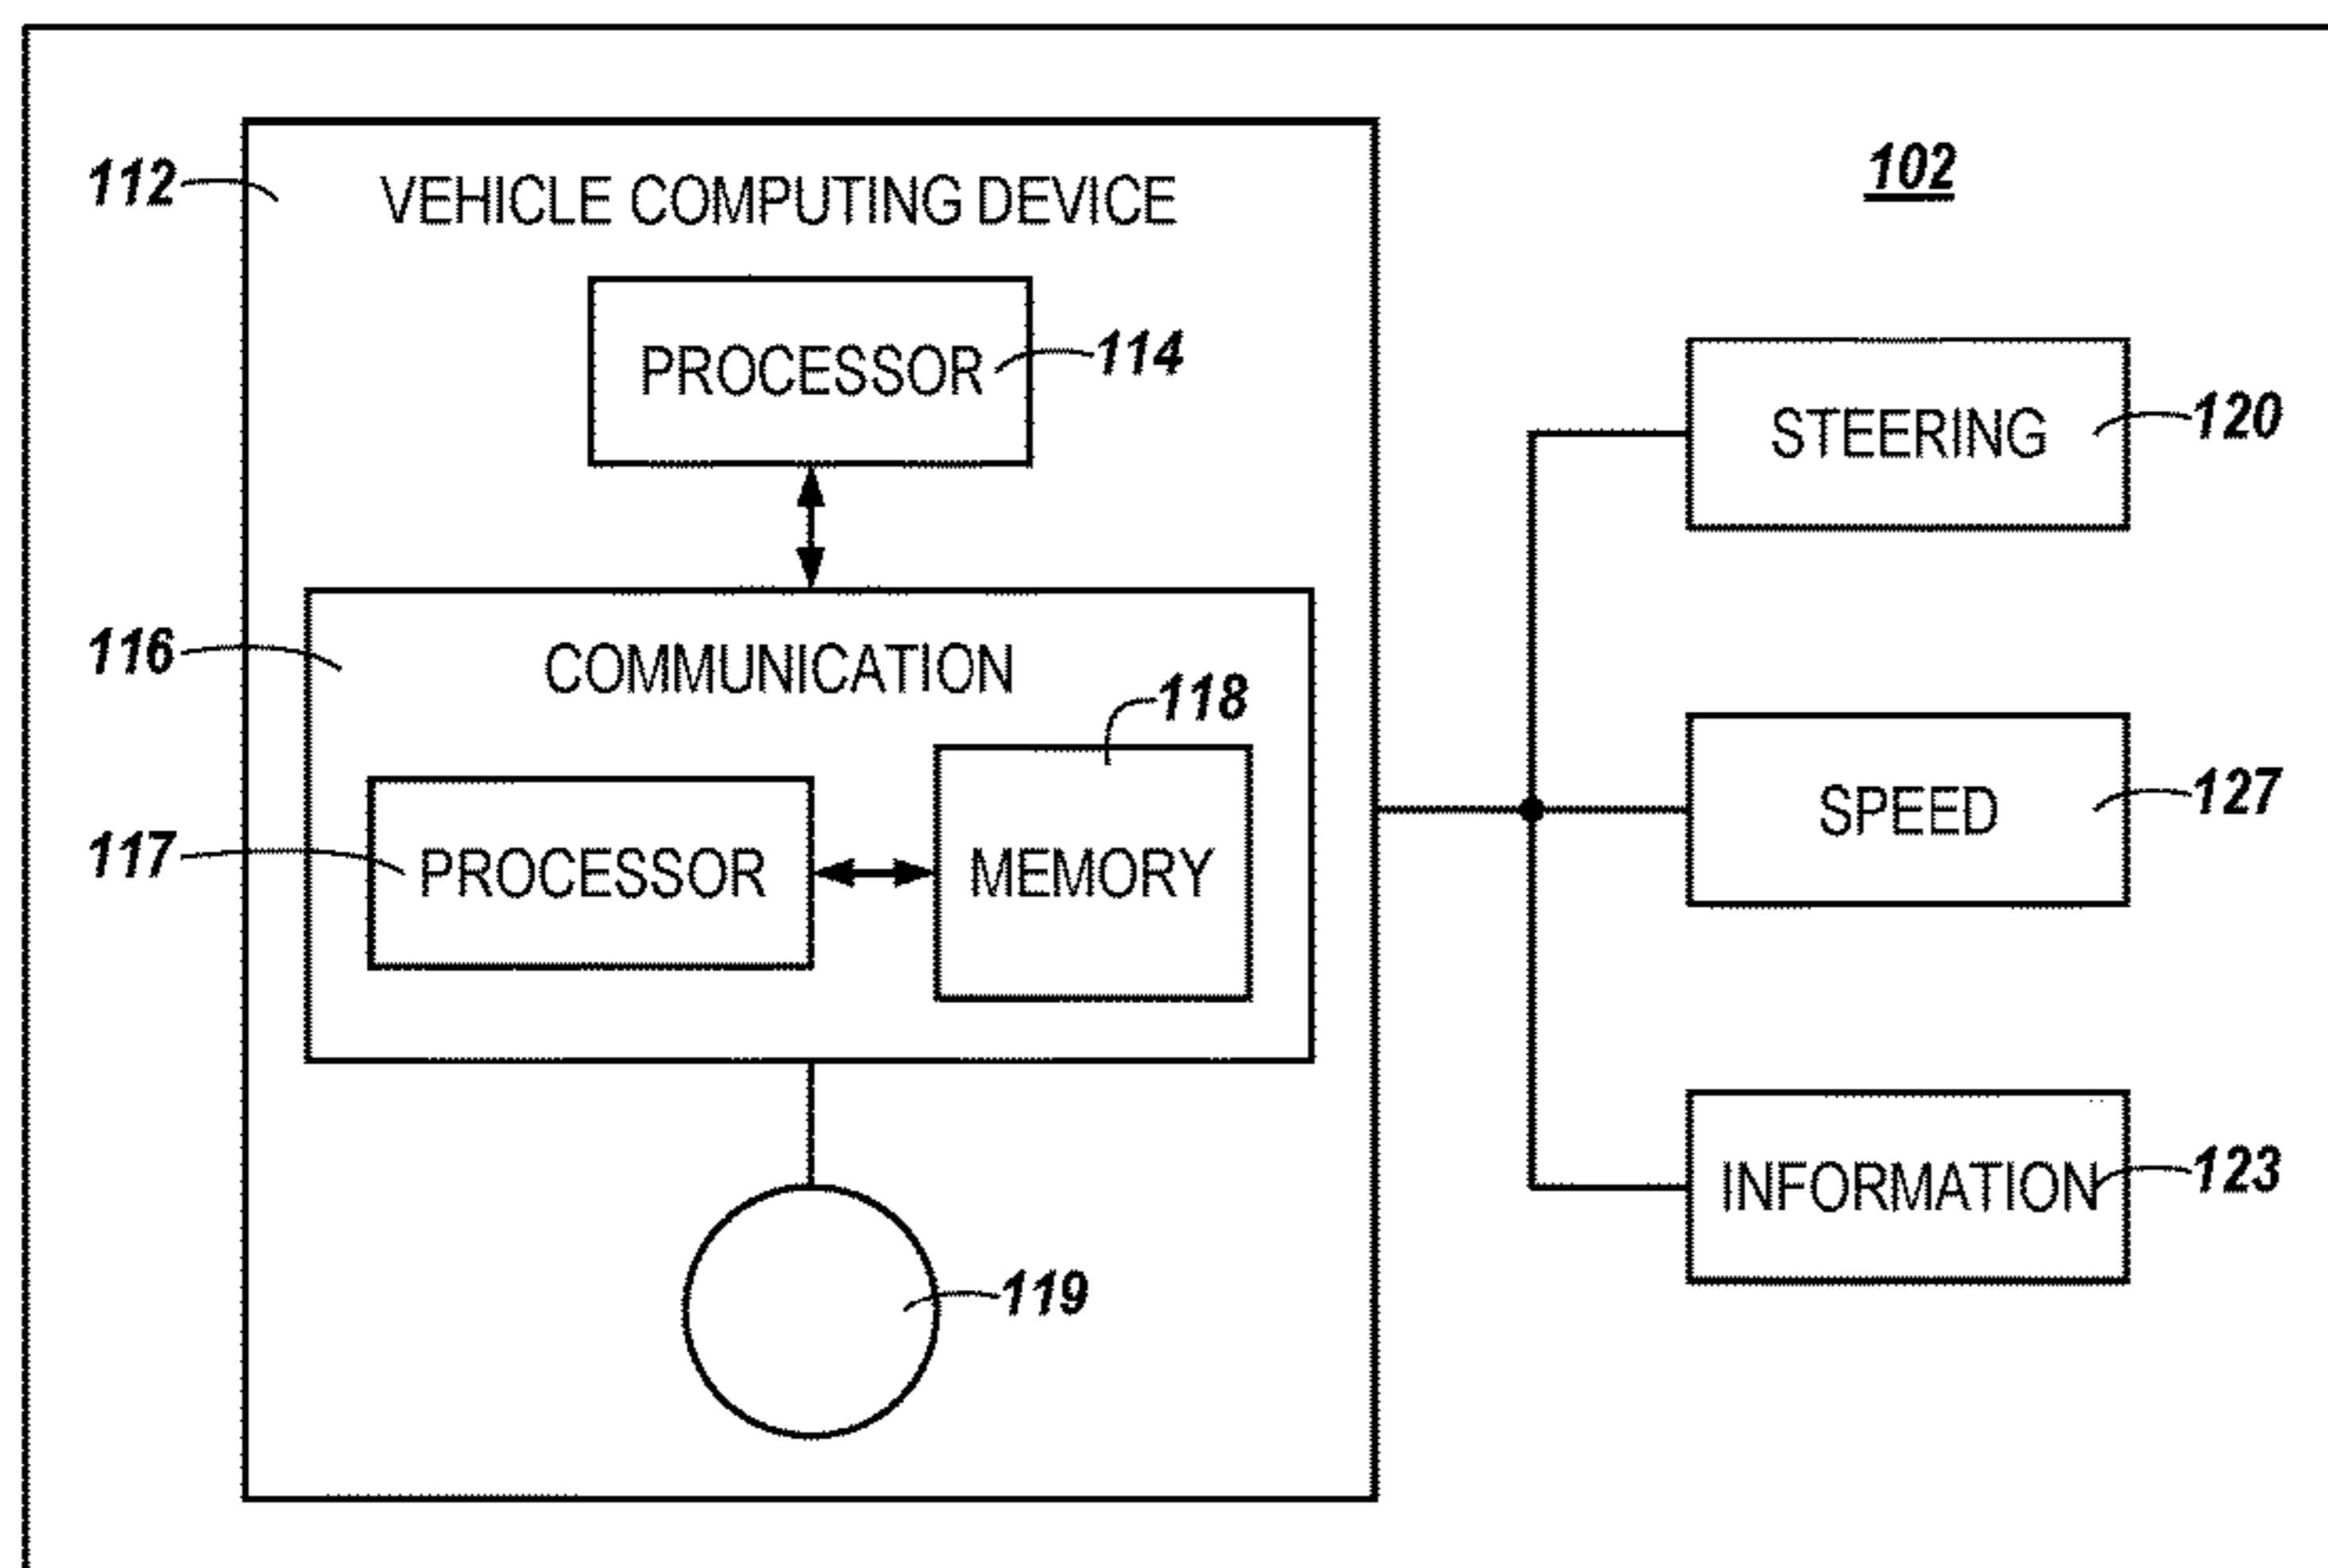 102
112
VEHICLE COMPUTING DEVICE
PROCESSOR
114
116
COMMUNICATION
118
117
PROCESSOR
MEMORY
119
STEERING
120
SPEED
127
INFORMATION
123